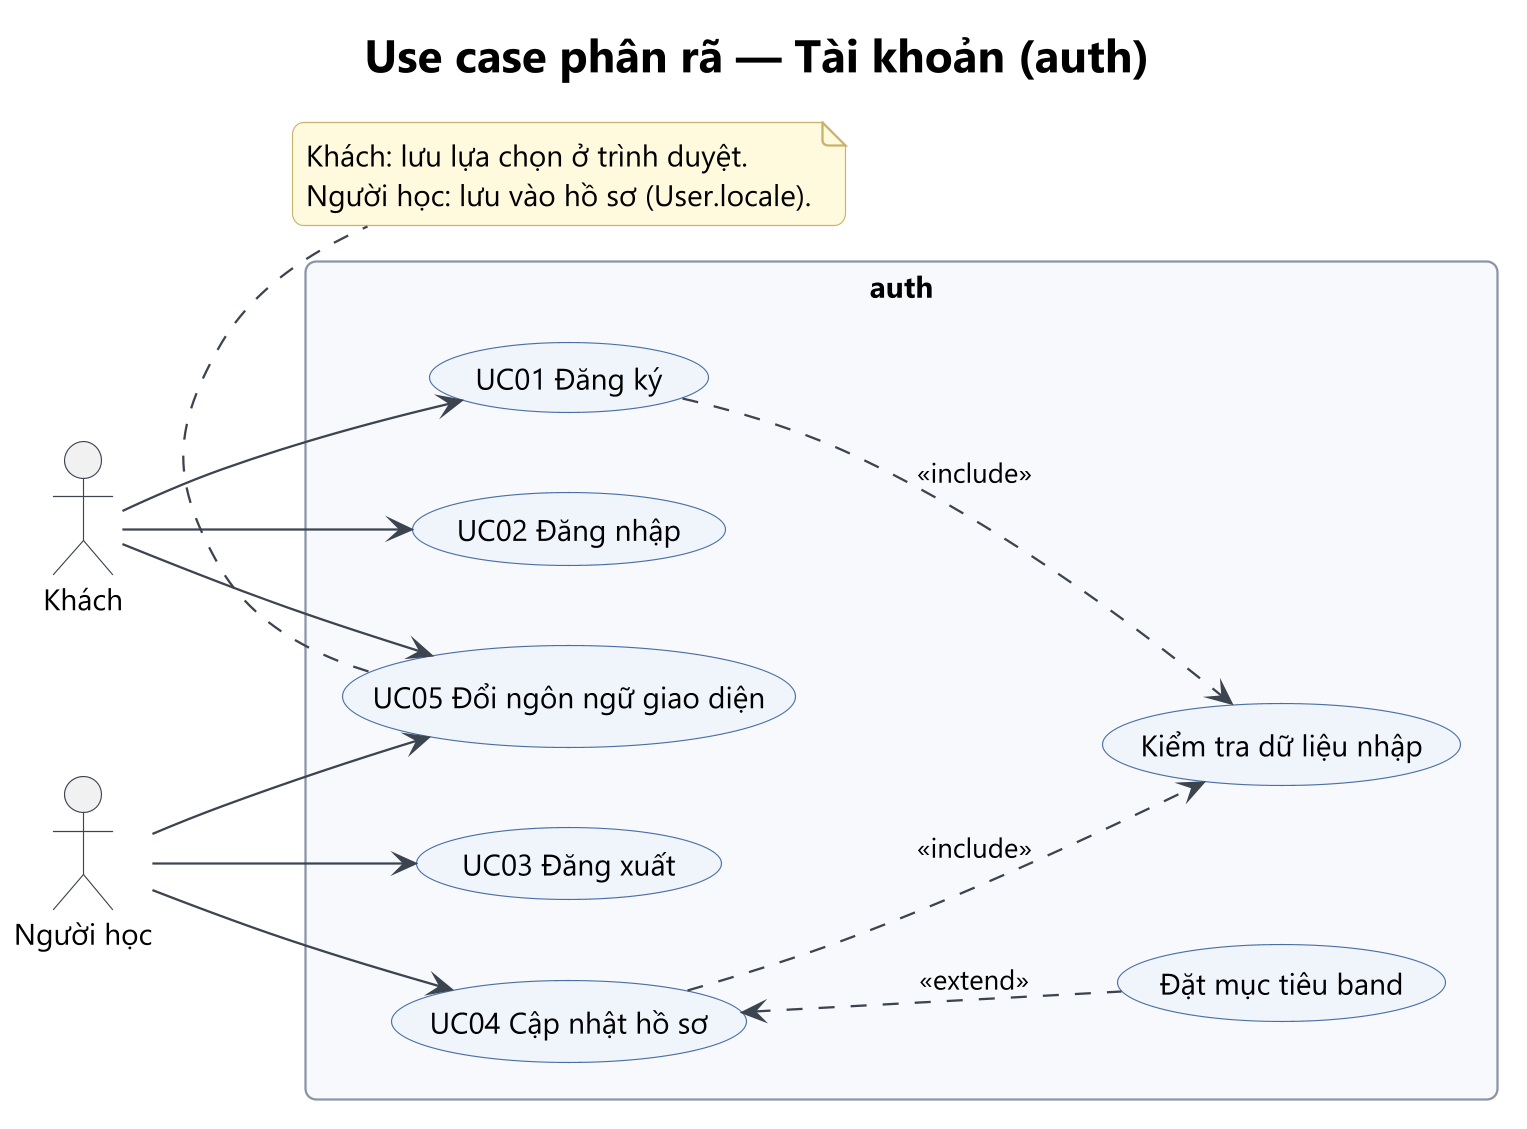 Use case phân rã — Tài khoản (auth)
Khách: lưu lựa chọn ở trình duyệt.
Người học: lưu vào hồ sơ (User.locale).
auth
UC01 Đăng ký
«include»
UC02 Đăng nhập
Khách
UC05 Đổi ngôn ngữ giao diện
Kiểm tra dữ liệu nhập
«include»
UC03 Đăng xuất
Người học
«extend»
Đặt mục tiêu band
UC04 Cập nhật hồ sơ